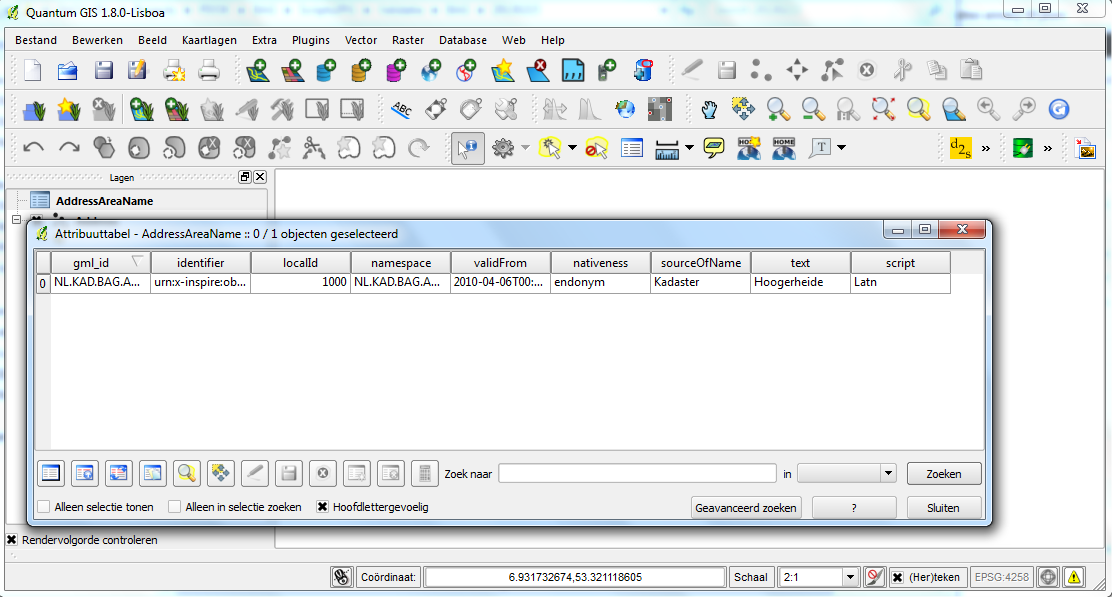 Quantum GIS 1.8.0-Lisboa
Bestand Bewerken Beeld Kaartlagen Extra Plugins Vector Raster Database Web Help
ABC
HOME
T
d2s
Lagen
AddressAreaName
Attribuuttabel - AddressAreaName :: 0 / 1 objecten geselecteerd
gml_id identifier localId namespace validFrom nativeness sourceOfName text script
0 NL.KAD.BAG.A... urn:x-inspire:ob... 1000 NL.KAD.BAG.A... 2010-04-06T00:... endonym Kadaster Hoogerheide Latn
Zoek naar in Zoeken
Alleen selectie tonen Alleen in selectie zoeken Hoofdlettergevoelig Geavanceerd zoeken ? Sluiten
Rendervolgorde controleren
Coördinaat: 6.931732674,53.321118605 Schaal 2:1 (Her)teken EPSG:4258